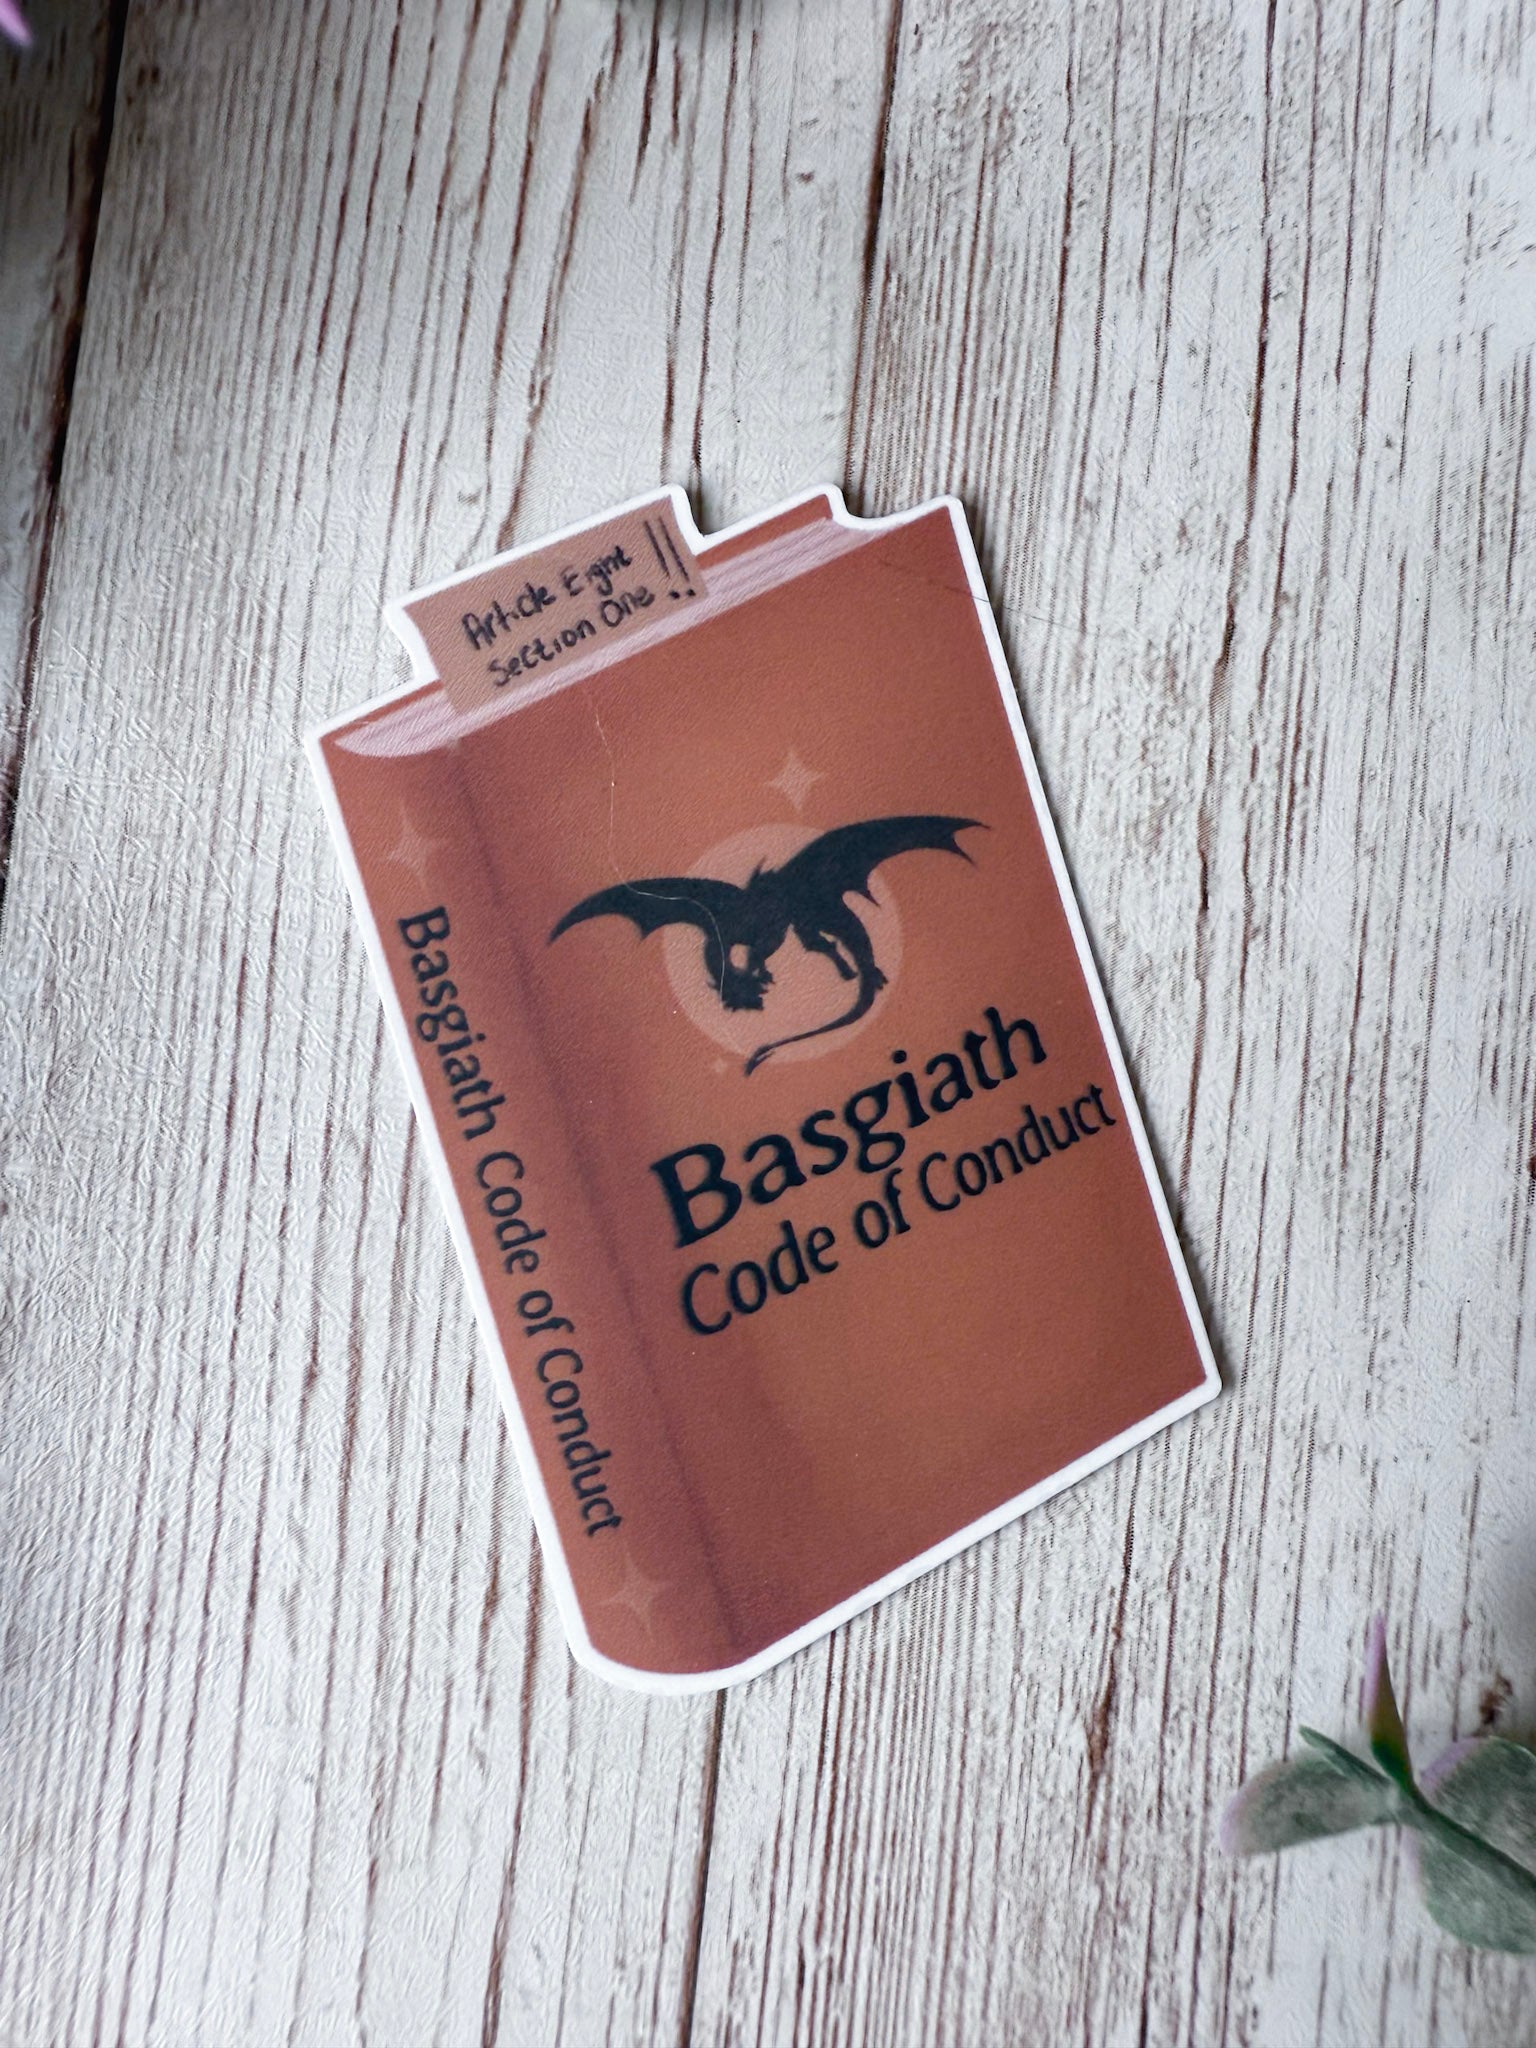 Article Eight
Section One !!
Basgiath
Code of Conduct
Basgiath Code of Conduct